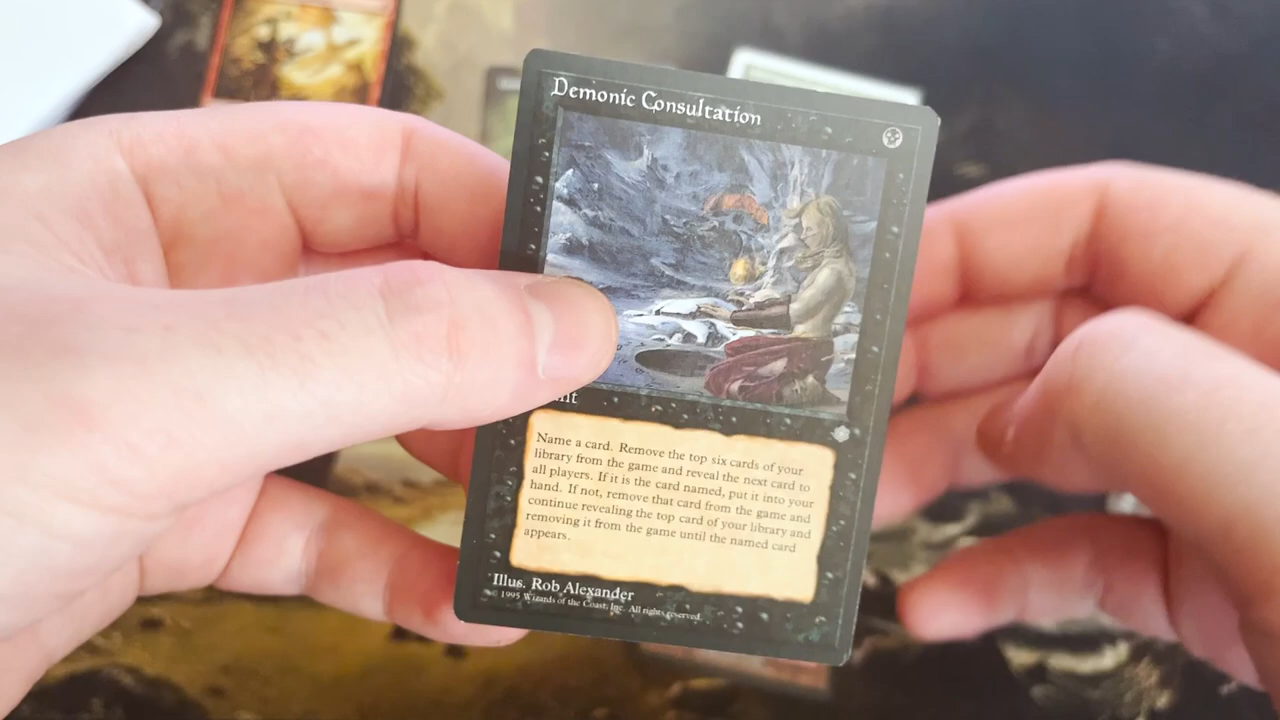 Demonic Consultation
nt
Name a card. Remove the top six cards of your
library from the game and reveal the next card to
all players. If it is the card named, put it into your
hand. If not, remove that card from the game and
continue revealing the top card of your library and
removing it from the game until the named card
appears.
Illus. Rob Alexander
© 1995 Wizards of the Coast, Inc. All rights reserved.